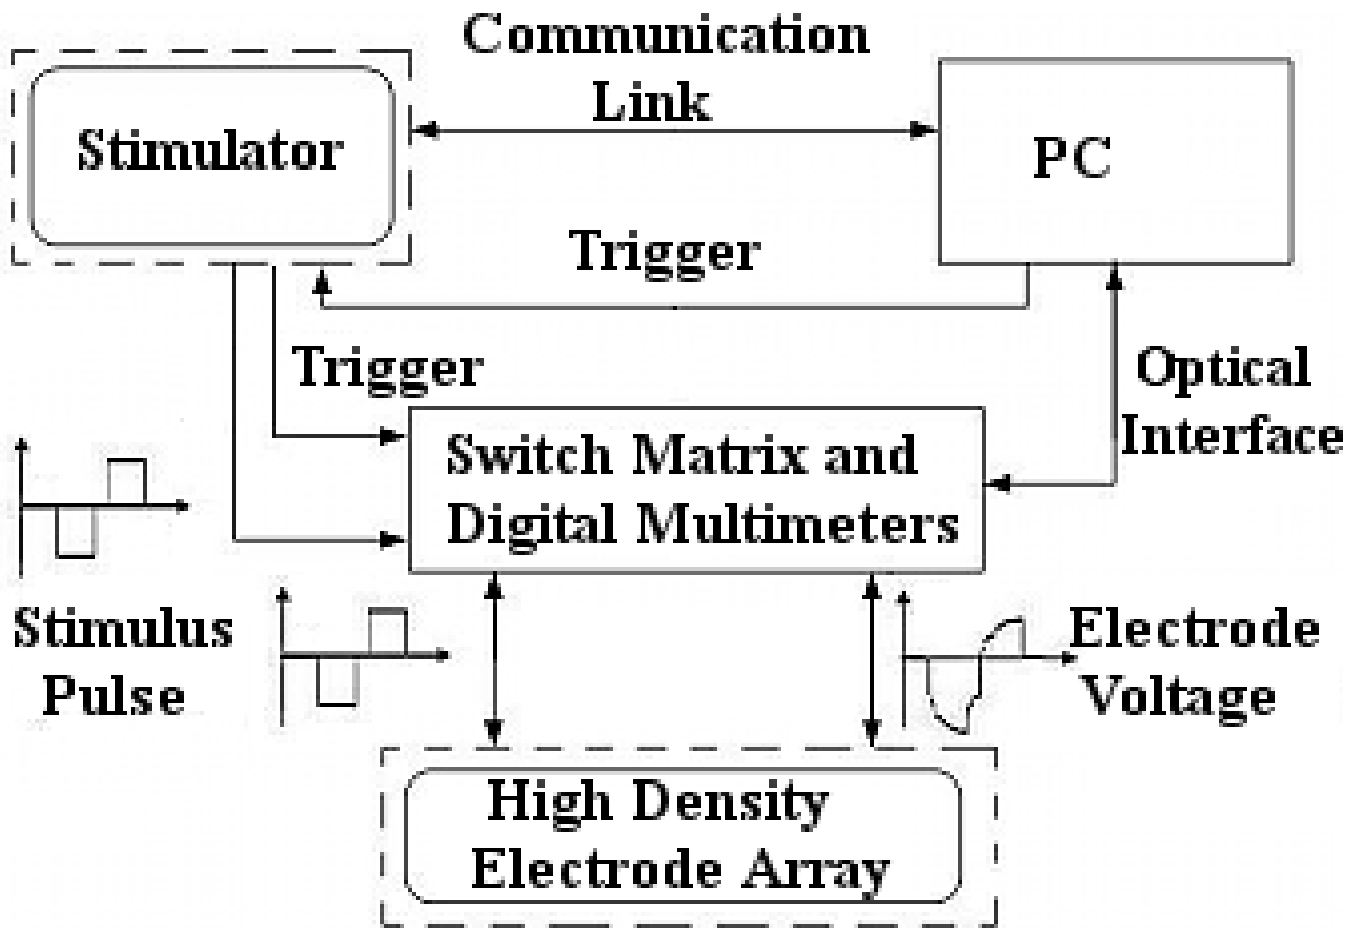 Communication
Link
Stimulator
PC
Trigger
Trigger
Optical
Interface
Switch Matrix and
Digital Multimeters
Stimulus
Pulse
Electrode
Voltage
High Density
Electrode Array